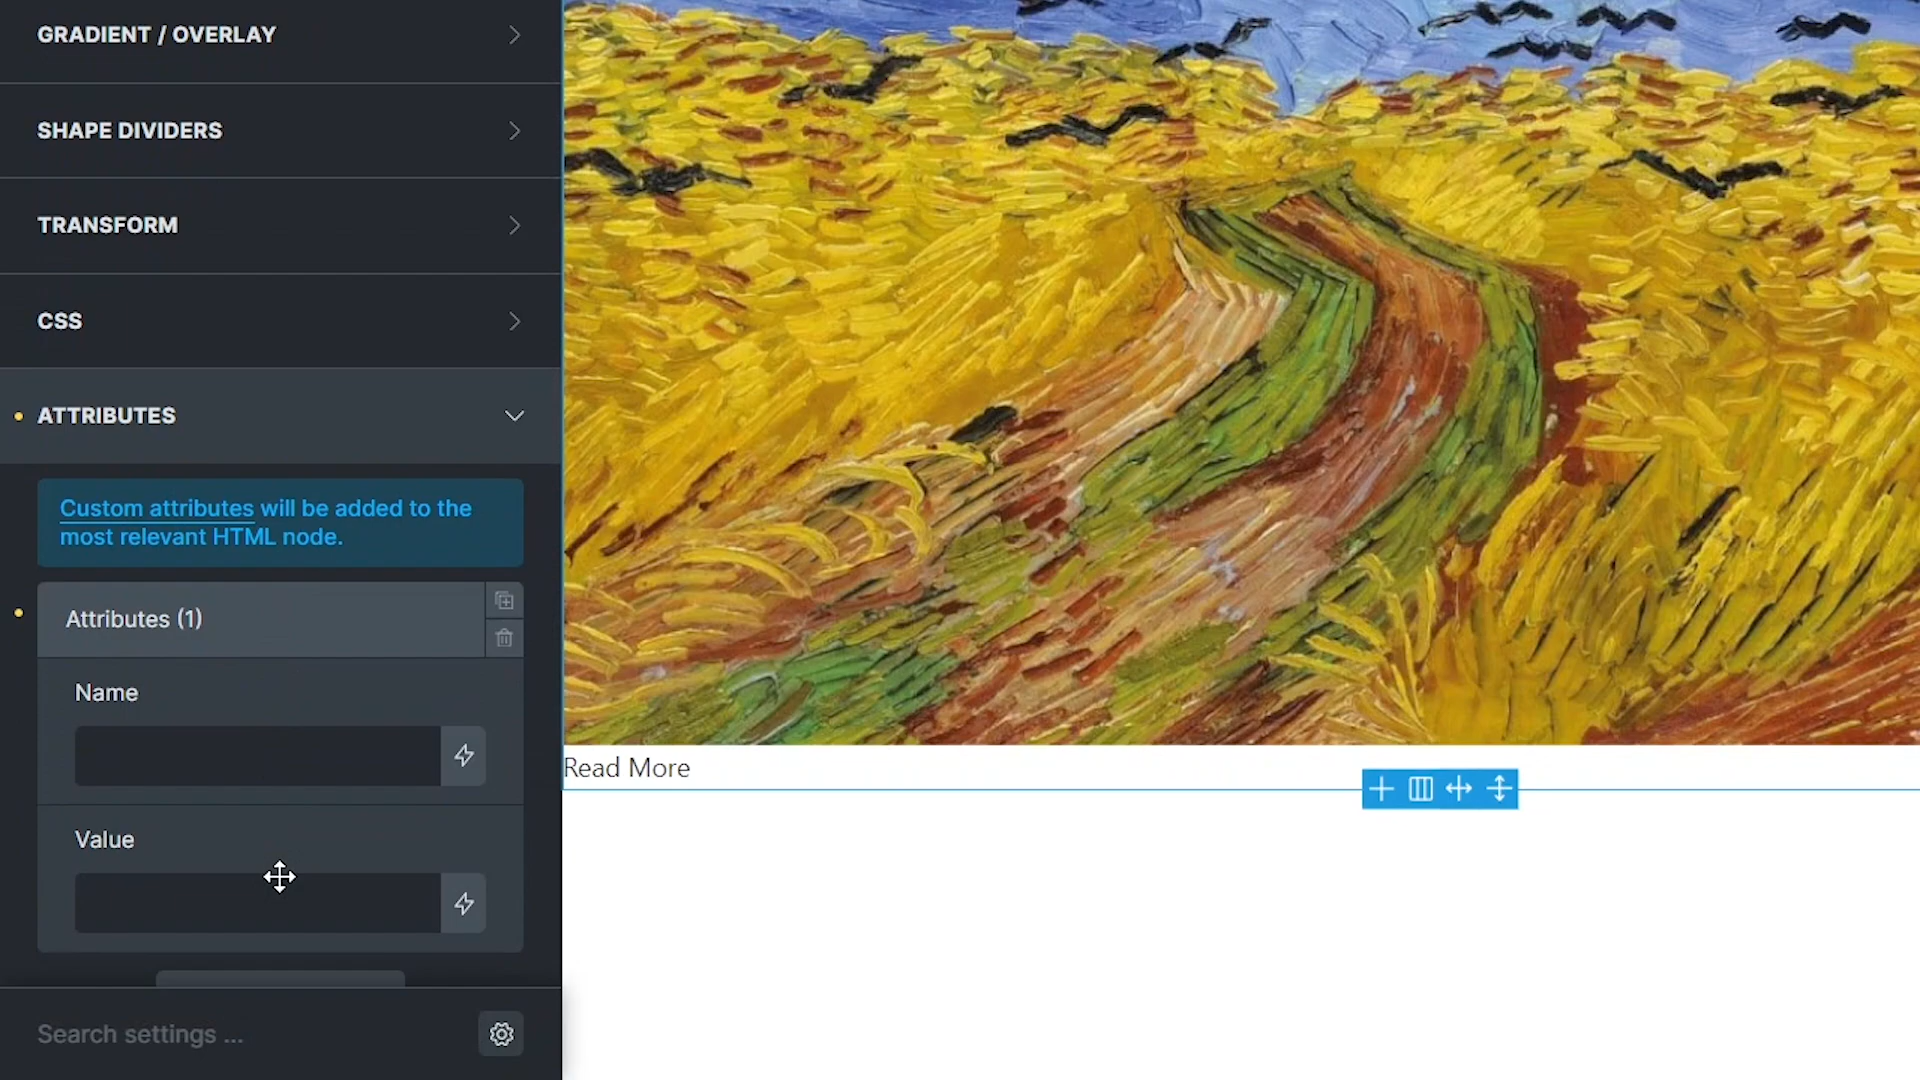 GRADIENT / OVERLAY
SHAPE DIVIDERS
TRANSFORM
CSS
ATTRIBUTES
Custom attributes will be added to the
most relevant HTML node.
Attributes (1)
Name
Value
Search settings ...
Read More